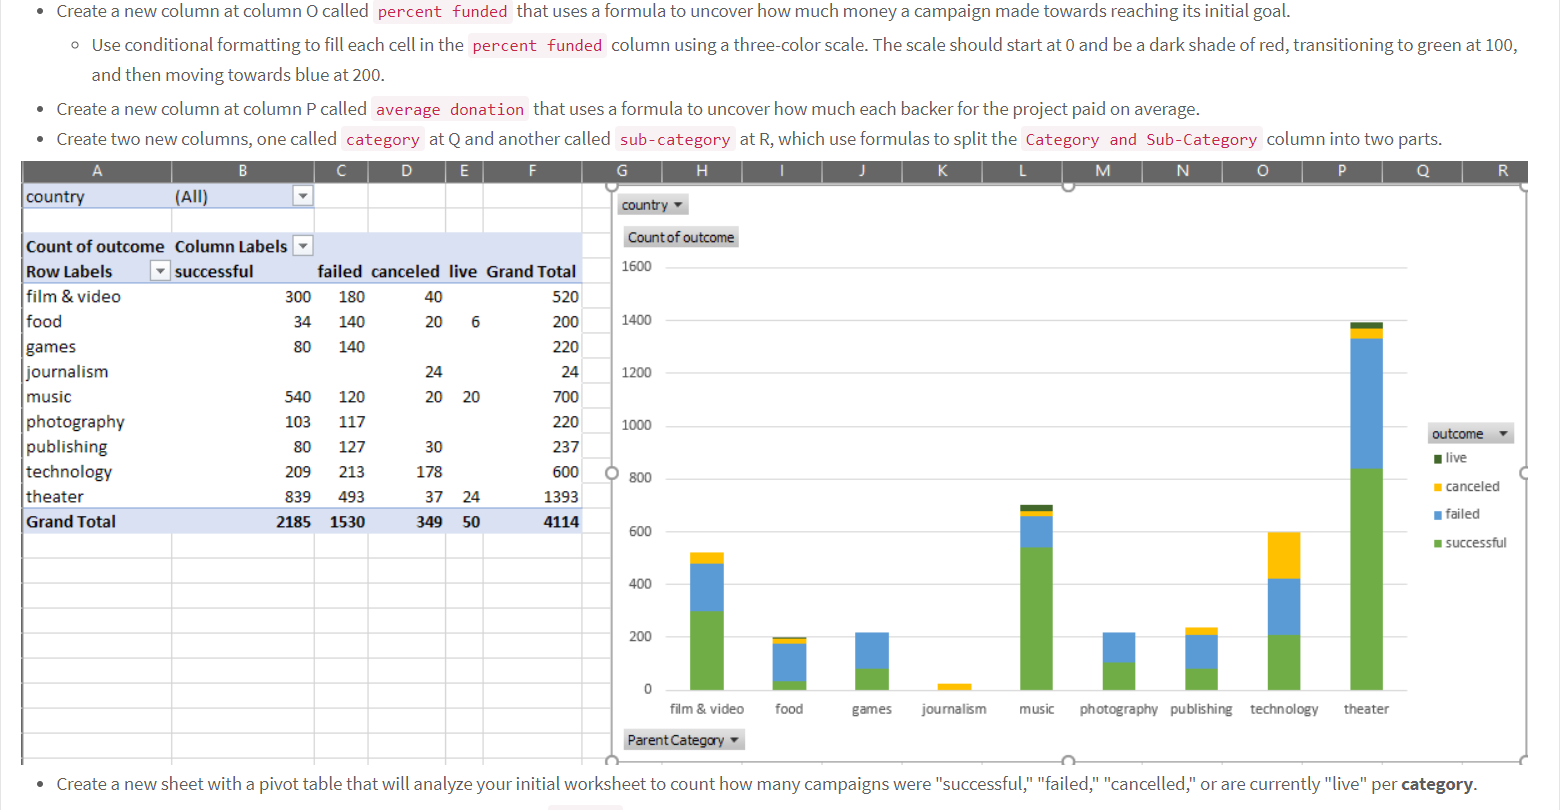 Create a new column at column O called percent funded that uses a formula to uncover how much money a campaign made towards reaching its initial goal.
Use conditional formatting to fill each cell in the percent funded column using a three-color scale. The scale should start at 0 and be a dark shade of red, transitioning to green at 100,
and then moving towards blue at 200.
Create a new column at column P called average donation that uses a formula to uncover how much each backer for the project paid on average.
Create two new columns, one called category at Q and another called sub-category at R, which use formulas to split the Category and Sub-Category column into two parts.
A B C D E F G H I J K L M N O P Q R
country (All)
Count of outcome Column Labels
Row Labels successful failed canceled live Grand Total
film & video 300 180 40 520
food 34 140 20 6 200
games 80 140 220
journalism 24 24
music 540 120 20 20 700
photography 103 117 220
publishing 80 127 30 237
technology 209 213 178 600
theater 839 493 37 24 1393
Grand Total 2185 1530 349 50 4114
country
Count of outcome
1600
1400
1200
1000
800
600
400
200
0
film & video food games journalism music photography publishing technology theater
outcome
live
canceled
failed
successful
Parent Category
Create a new sheet with a pivot table that will analyze your initial worksheet to count how many campaigns were "successful," "failed," "cancelled," or are currently "live" per category.